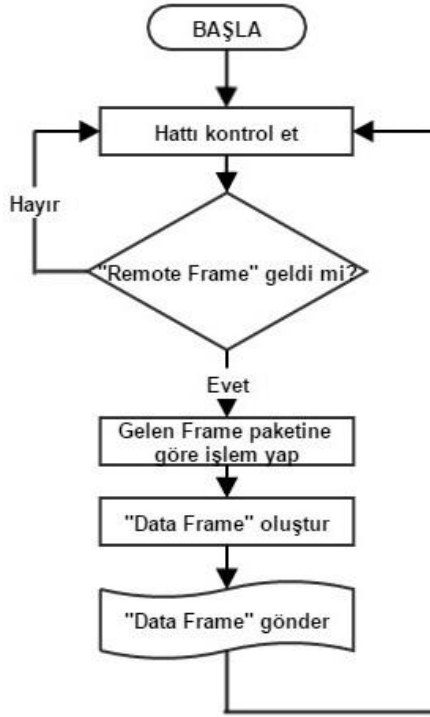 BAŞLA
Hattı kontrol et
Hayır
"Remote Frame" geldi mi?
Evet
Gelen Frame paketine
göre işlem yap
"Data Frame" oluştur
"Data Frame" gönder